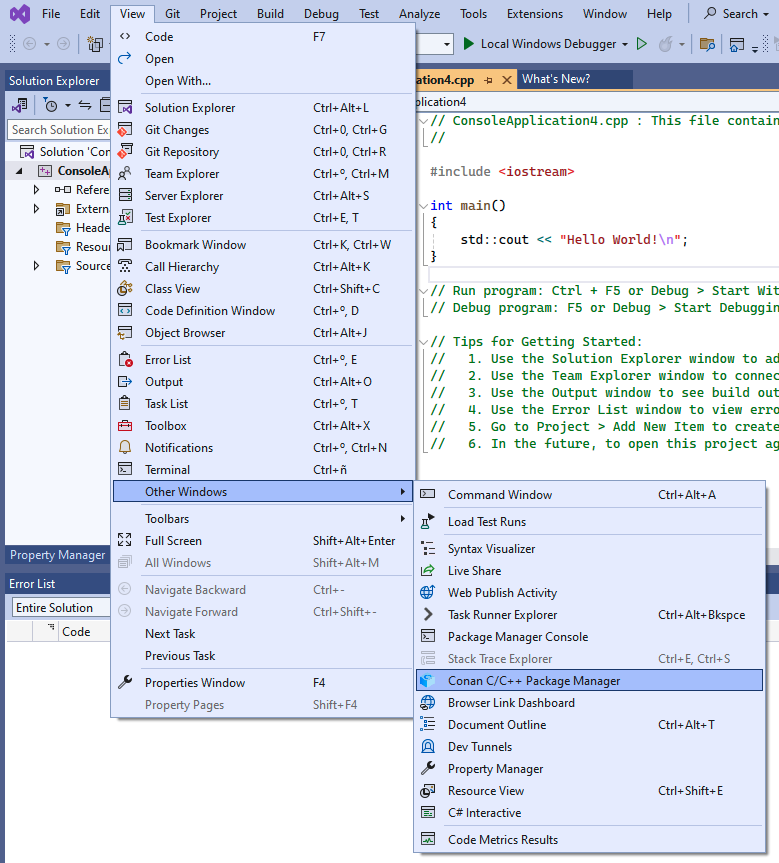 File Edit View Git Project Build Debug Test Analyze Tools Extensions Window Help Search
Local Windows Debugger
Solution Explorer
Search Solution Ex
Solution 'Con
ConsoleA
Refere
Externa
Heade
Resou
Source
Property Manager
Error List
Entire Solution
Code
Code F7
Open
Open With...
Solution Explorer Ctrl+Alt+L
Git Changes Ctrl+0, Ctrl+G
Git Repository Ctrl+0, Ctrl+R
Team Explorer Ctrl+º, Ctrl+M
Server Explorer Ctrl+Alt+S
Test Explorer Ctrl+E, T
Bookmark Window Ctrl+K, Ctrl+W
Call Hierarchy Ctrl+Alt+K
Class View Ctrl+Shift+C
Code Definition Window Ctrl+º, D
Object Browser Ctrl+Alt+J
Error List Ctrl+º, E
Output Ctrl+Alt+O
Task List Ctrl+º, T
Toolbox Ctrl+Alt+X
Notifications Ctrl+º, Ctrl+N
Terminal Ctrl+ñ
Other Windows
Toolbars
Full Screen Shift+Alt+Enter
All Windows Shift+Alt+M
Navigate Backward Ctrl+-
Navigate Forward Ctrl+Shift+-
Next Task
Previous Task
Properties Window F4
Property Pages Shift+F4
ation4.cpp What's New?
plication4
// ConsoleApplication4.cpp : This file contain
//
#include <iostream>
int main()
{
std::cout << "Hello World!\n";
}
// Run program: Ctrl + F5 or Debug > Start Wit
// Debug program: F5 or Debug > Start Debuggin
// Tips for Getting Started:
// 1. Use the Solution Explorer window to ad
// 2. Use the Team Explorer window to connec
// 3. Use the Output window to see build out
// 4. Use the Error List window to view erro
// 5. Go to Project > Add New Item to create
// 6. In the future, to open this project ag
Command Window Ctrl+Alt+A
Load Test Runs
Syntax Visualizer
Live Share
Web Publish Activity
Task Runner Explorer Ctrl+Alt+Bkspce
Package Manager Console
Stack Trace Explorer Ctrl+E, Ctrl+S
Conan C/C++ Package Manager
Browser Link Dashboard
Document Outline Ctrl+Alt+T
Dev Tunnels
Property Manager
Resource View Ctrl+Shift+E
C# Interactive
Code Metrics Results